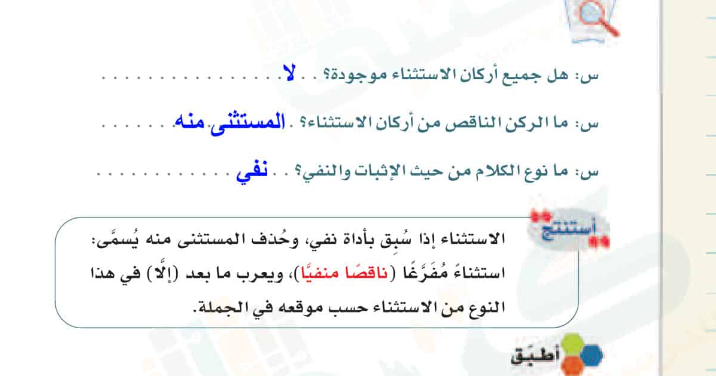 س: هل جميع أركان الاستثناء موجودة؟ . . لا. . . . . . . . . . . . . . . .
س: ما الركن الناقص من أركان الاستثناء؟ . المستثنى منه. . . . . . .
س: ما نوع الكلام من حيث الإثبات والنفي؟ . . نفي . . . . . . . . . . . .
أستنتج
الاستثناء إذا سُبِق بأداة نفي، وحُذف المستثنى منه يُسمَّى:
استثناءً مُفَرَّغًا (ناقصًا منفيًّا)، ويعرب ما بعد (إلَّا) في هذا
النوع من الاستثناء حسب موقعه في الجملة.
أطبّق